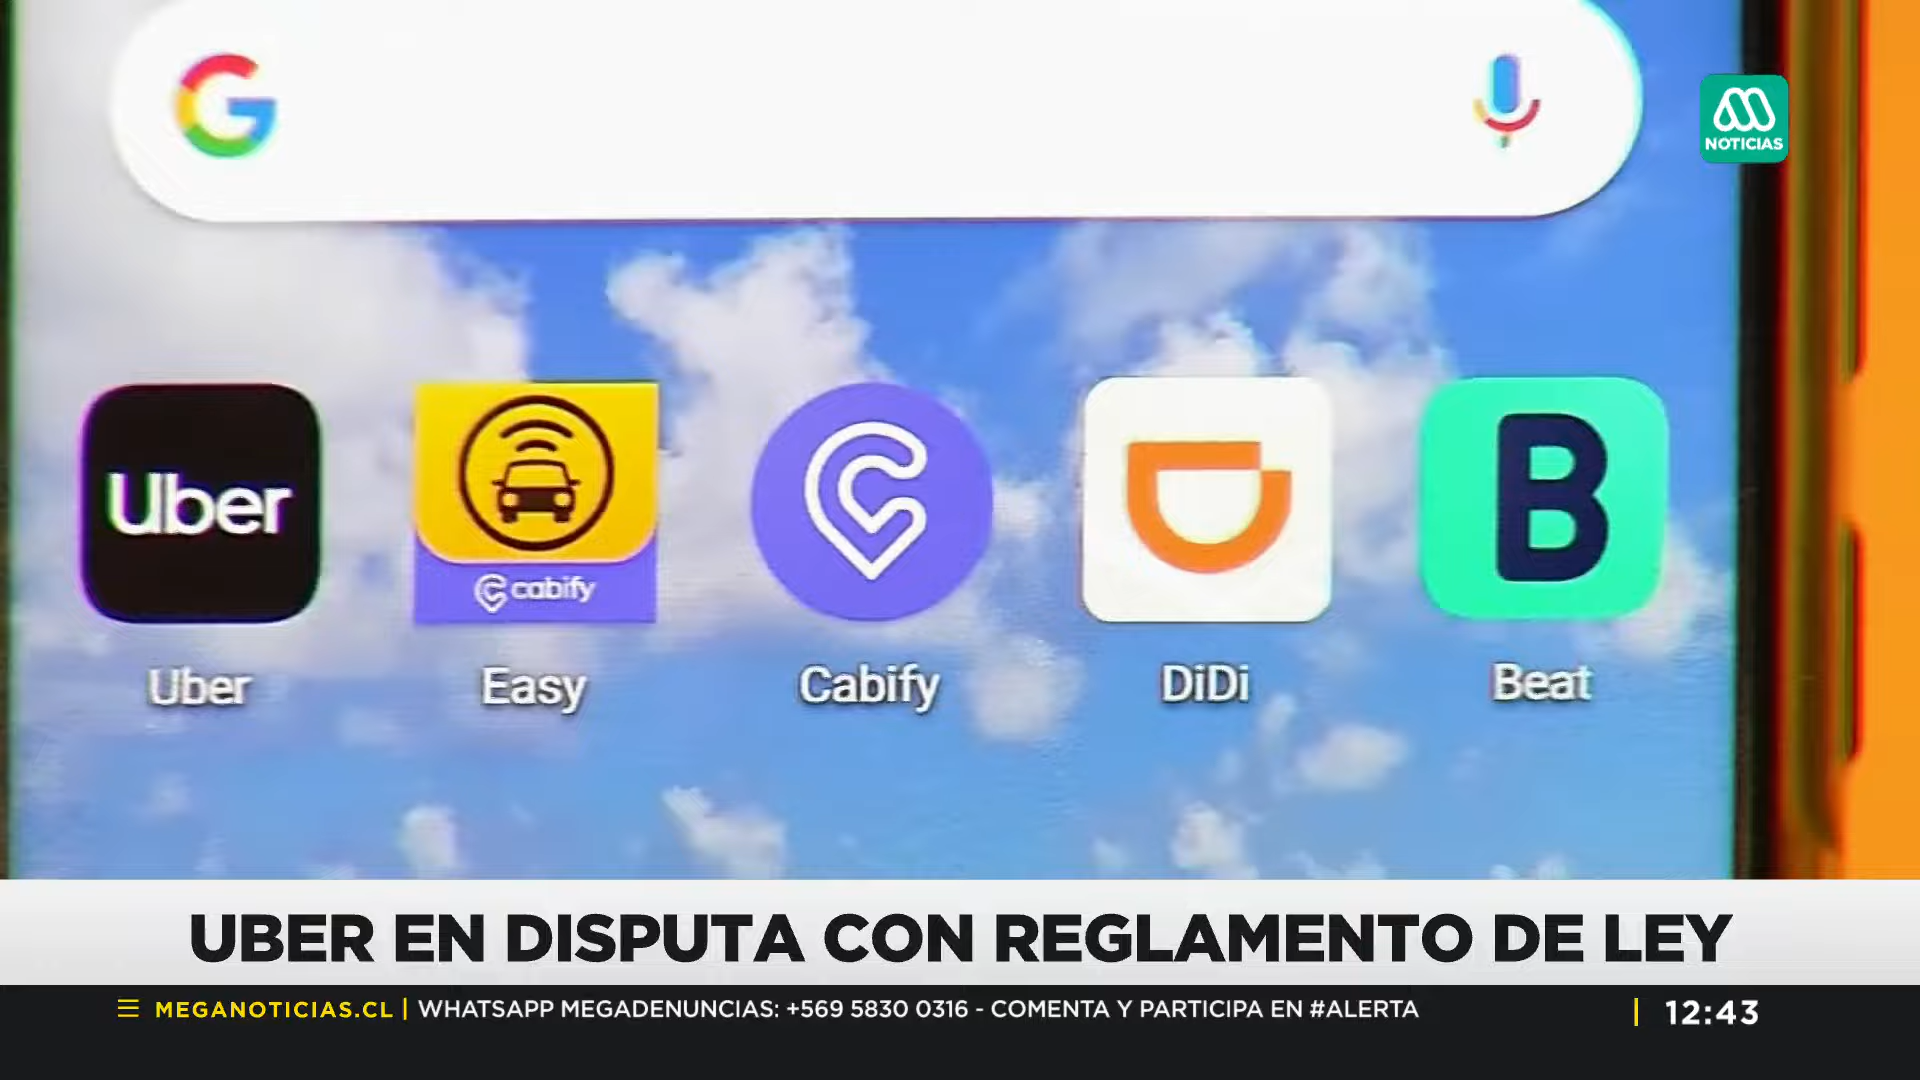 G
NOTICIAS
Uber
cabify
B
Uber
Easy
Cabify
DiDi
Beat
UBER EN DISPUTA CON REGLAMENTO DE LEY
MEGANOTICIAS.CL | WHATSAPP MEGADENUNCIAS: +569 5830 0316 - COMENTA Y PARTICIPA EN #ALERTA | 12:43